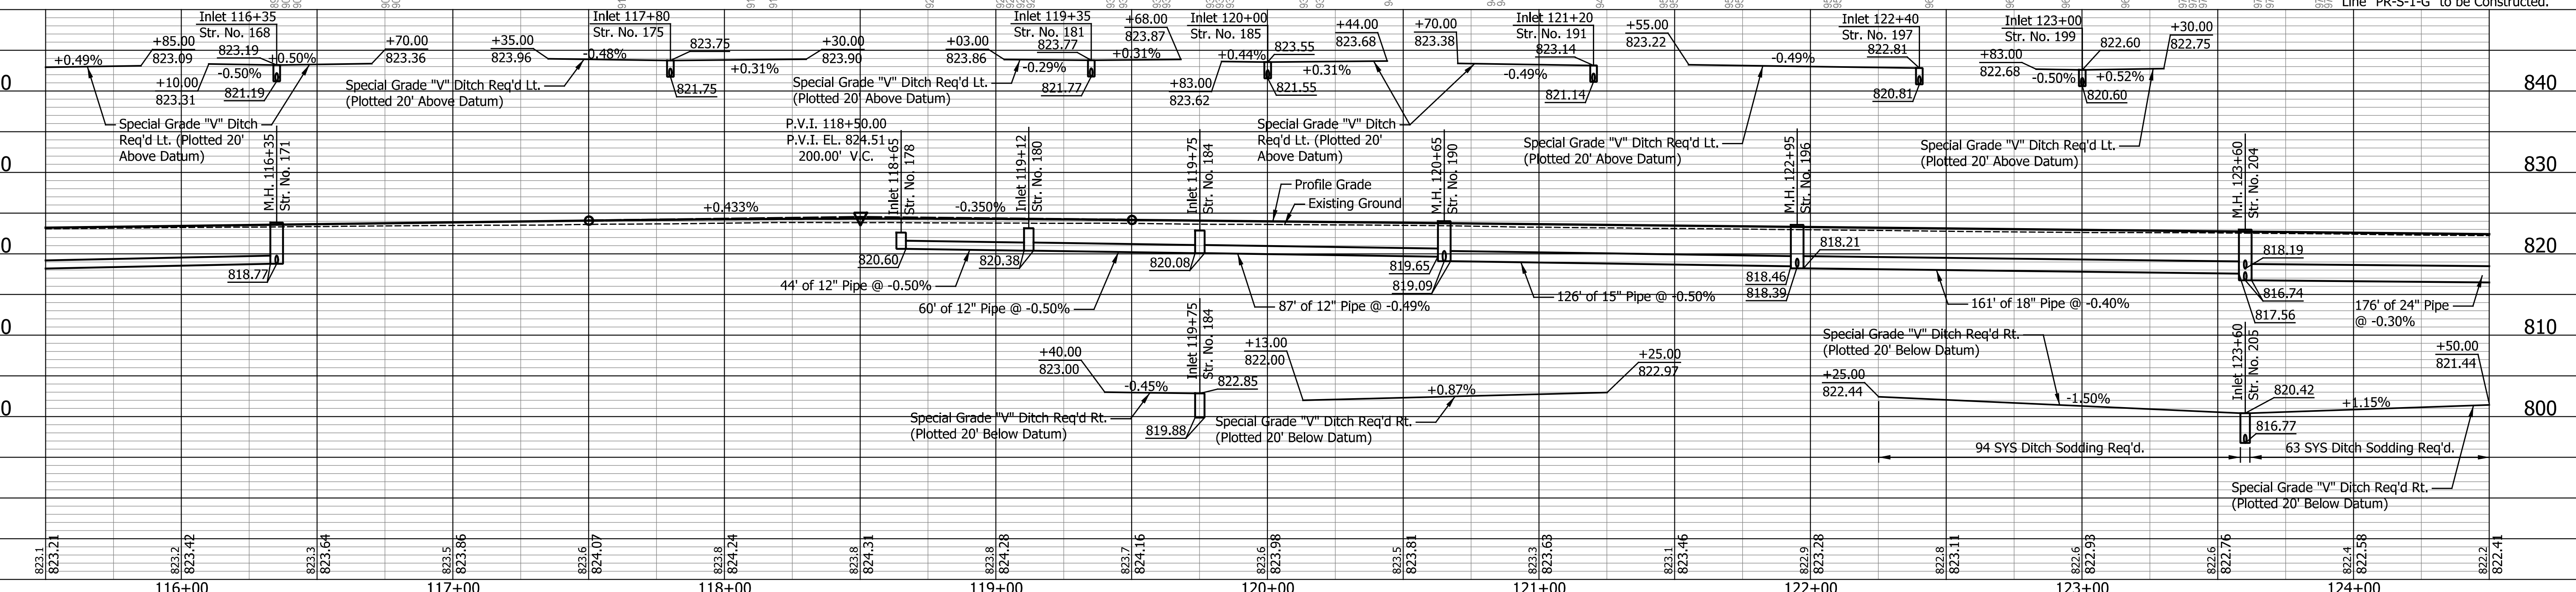 Line "PR-S-1-G" to be Constructed.
Inlet 116+35
Str. No. 168
823.19
+0.49%
+85.00
823.09
+10.00
823.31
-0.50%
821.19
+0.50%
+70.00
823.36
Special Grade "V" Ditch
Req'd Lt. (Plotted 20'
Above Datum)
+35.00
823.96
-0.48%
Special Grade "V" Ditch Req'd Lt.
(Plotted 20' Above Datum)
Inlet 117+80
Str. No. 175
823.75
821.75
+0.31%
+30.00
823.90
Special Grade "V" Ditch Req'd Lt.
(Plotted 20' Above Datum)
+03.00
823.86
-0.29%
Inlet 119+35
Str. No. 181
823.77
821.77
+0.31%
+68.00
823.87
+83.00
823.62
+0.44%
Inlet 120+00
Str. No. 185
823.55
821.55
+0.31%
+44.00
823.68
Special Grade "V" Ditch
Req'd Lt. (Plotted 20'
Above Datum)
+70.00
823.38
-0.49%
Inlet 121+20
Str. No. 191
823.14
821.14
+55.00
823.22
Special Grade "V" Ditch Req'd Lt.
(Plotted 20' Above Datum)
-0.49%
Inlet 122+40
Str. No. 197
822.81
820.81
+83.00
822.68
-0.50%
Inlet 123+00
Str. No. 199
822.60
820.60
+0.52%
+30.00
822.75
Special Grade "V" Ditch Req'd Lt.
(Plotted 20' Above Datum)
840
830
820
810
800
M.H. 116+35
Str. No. 171
818.77
P.V.I. 118+50.00
P.V.I. EL. 824.51
200.00' V.C.
+0.433%
-0.350%
Inlet 118+65
Str. No. 178
820.60
Inlet 119+12
Str. No. 180
820.38
Inlet 119+75
Str. No. 184
820.08
Profile Grade
Existing Ground
M.H. 120+65
Str. No. 190
819.65
819.09
M.H. 122+95
Str. No. 196
818.21
818.46
818.39
M.H. 123+60
Str. No. 204
818.19
816.74
817.56
44' of 12" Pipe @ -0.50%
60' of 12" Pipe @ -0.50%
87' of 12" Pipe @ -0.49%
126' of 15" Pipe @ -0.50%
161' of 18" Pipe @ -0.40%
176' of 24" Pipe
@ -0.30%
+40.00
823.00
-0.45%
Inlet 119+75
Str. No. 184
822.85
819.88
Special Grade "V" Ditch Req'd Rt.
(Plotted 20' Below Datum)
+13.00
822.00
+0.87%
+25.00
822.97
Special Grade "V" Ditch Req'd Rt.
(Plotted 20' Below Datum)
Special Grade "V" Ditch Req'd Rt.
(Plotted 20' Below Datum)
+25.00
822.44
-1.50%
Inlet 123+60
Str. No. 205
820.42
816.77
+1.15%
+50.00
821.44
94 SYS Ditch Sodding Req'd.
63 SYS Ditch Sodding Req'd.
Special Grade "V" Ditch Req'd Rt.
(Plotted 20' Below Datum)
823.1
823.21
823.2
823.42
823.3
823.64
823.5
823.86
823.6
824.07
823.8
824.24
823.8
824.31
823.8
824.28
823.7
824.16
823.6
823.98
823.5
823.81
823.3
823.63
823.1
823.46
822.9
823.28
822.8
823.11
822.6
822.93
822.6
822.76
822.4
822.58
822.2
822.41
116+00
117+00
118+00
119+00
120+00
121+00
122+00
123+00
124+00